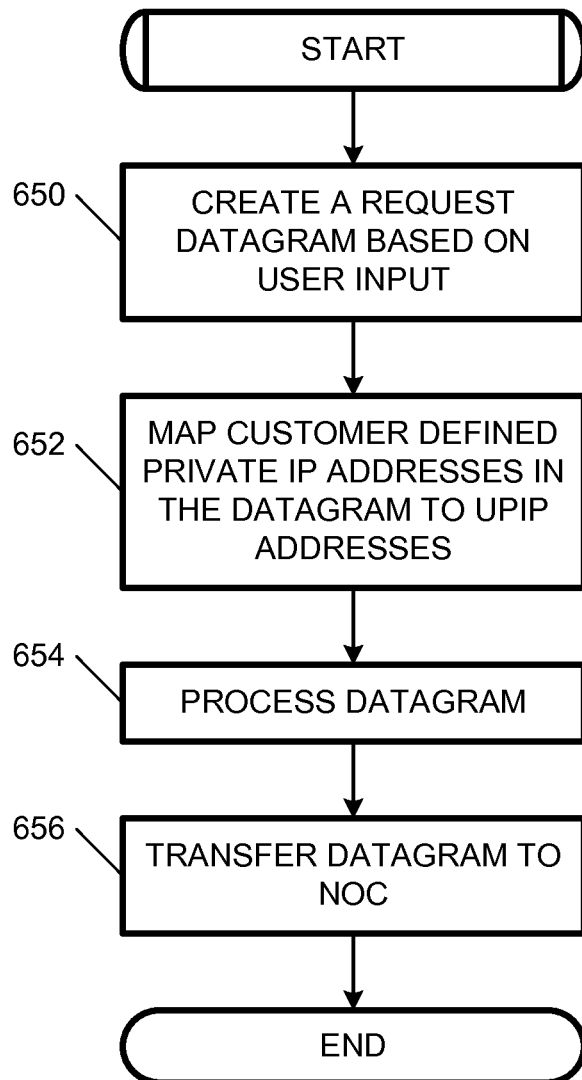 START
650
CREATE A REQUEST
DATAGRAM BASED ON
USER INPUT
652
MAP CUSTOMER DEFINED
PRIVATE IP ADDRESSES IN
THE DATAGRAM TO UPIP
ADDRESSES
654
PROCESS DATAGRAM
656
TRANSFER DATAGRAM TO
NOC
END